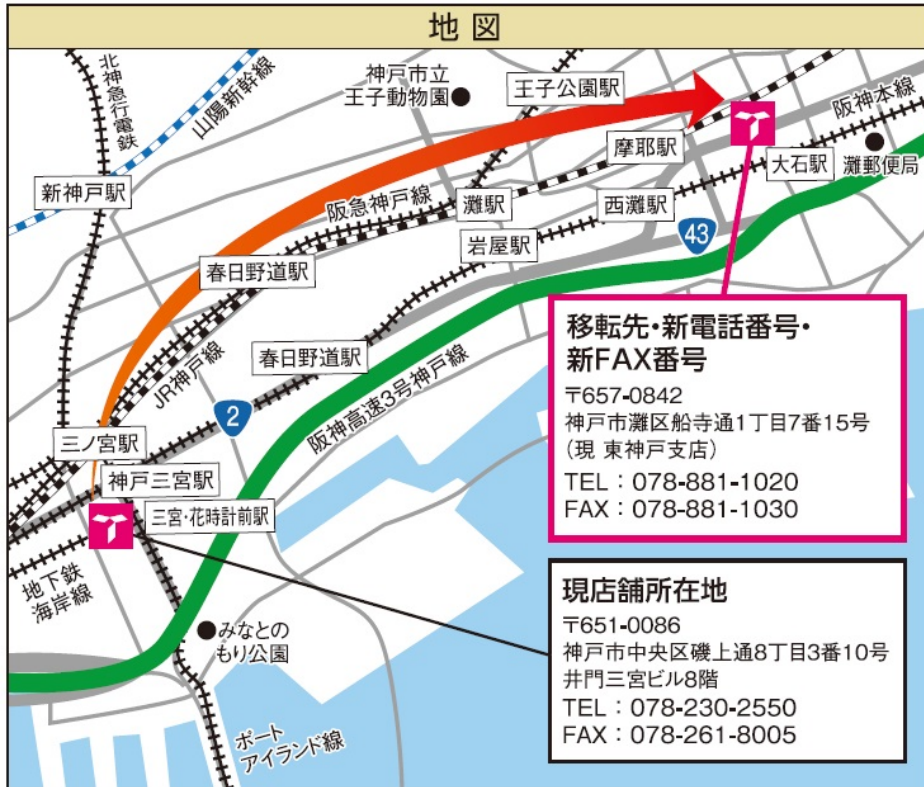 地図
北神急行電鉄
山陽新幹線
神戸市立
王子動物園
王子公園駅
阪神本線
摩耶駅
大石駅
灘郵便局
新神戸駅
阪急神戸線
灘駅
西灘駅
岩屋駅
43
春日野道駅
JR神戸線
春日野道駅
2
阪神高速3号神戸線
三ノ宮駅
神戸三宮駅
三宮・花時計前駅
地下鉄
海岸線
みなとの
もり公園
ポート
アイランド線
移転先・新電話番号・
新FAX番号
〒657-0842
神戸市灘区船寺通1丁目7番15号
(現 東神戸支店)
TEL:078-881-1020
FAX:078-881-1030
現店舗所在地
〒651-0086
神戸市中央区磯上通8丁目3番10号
井門三宮ビル8階
TEL:078-230-2550
FAX:078-261-8005